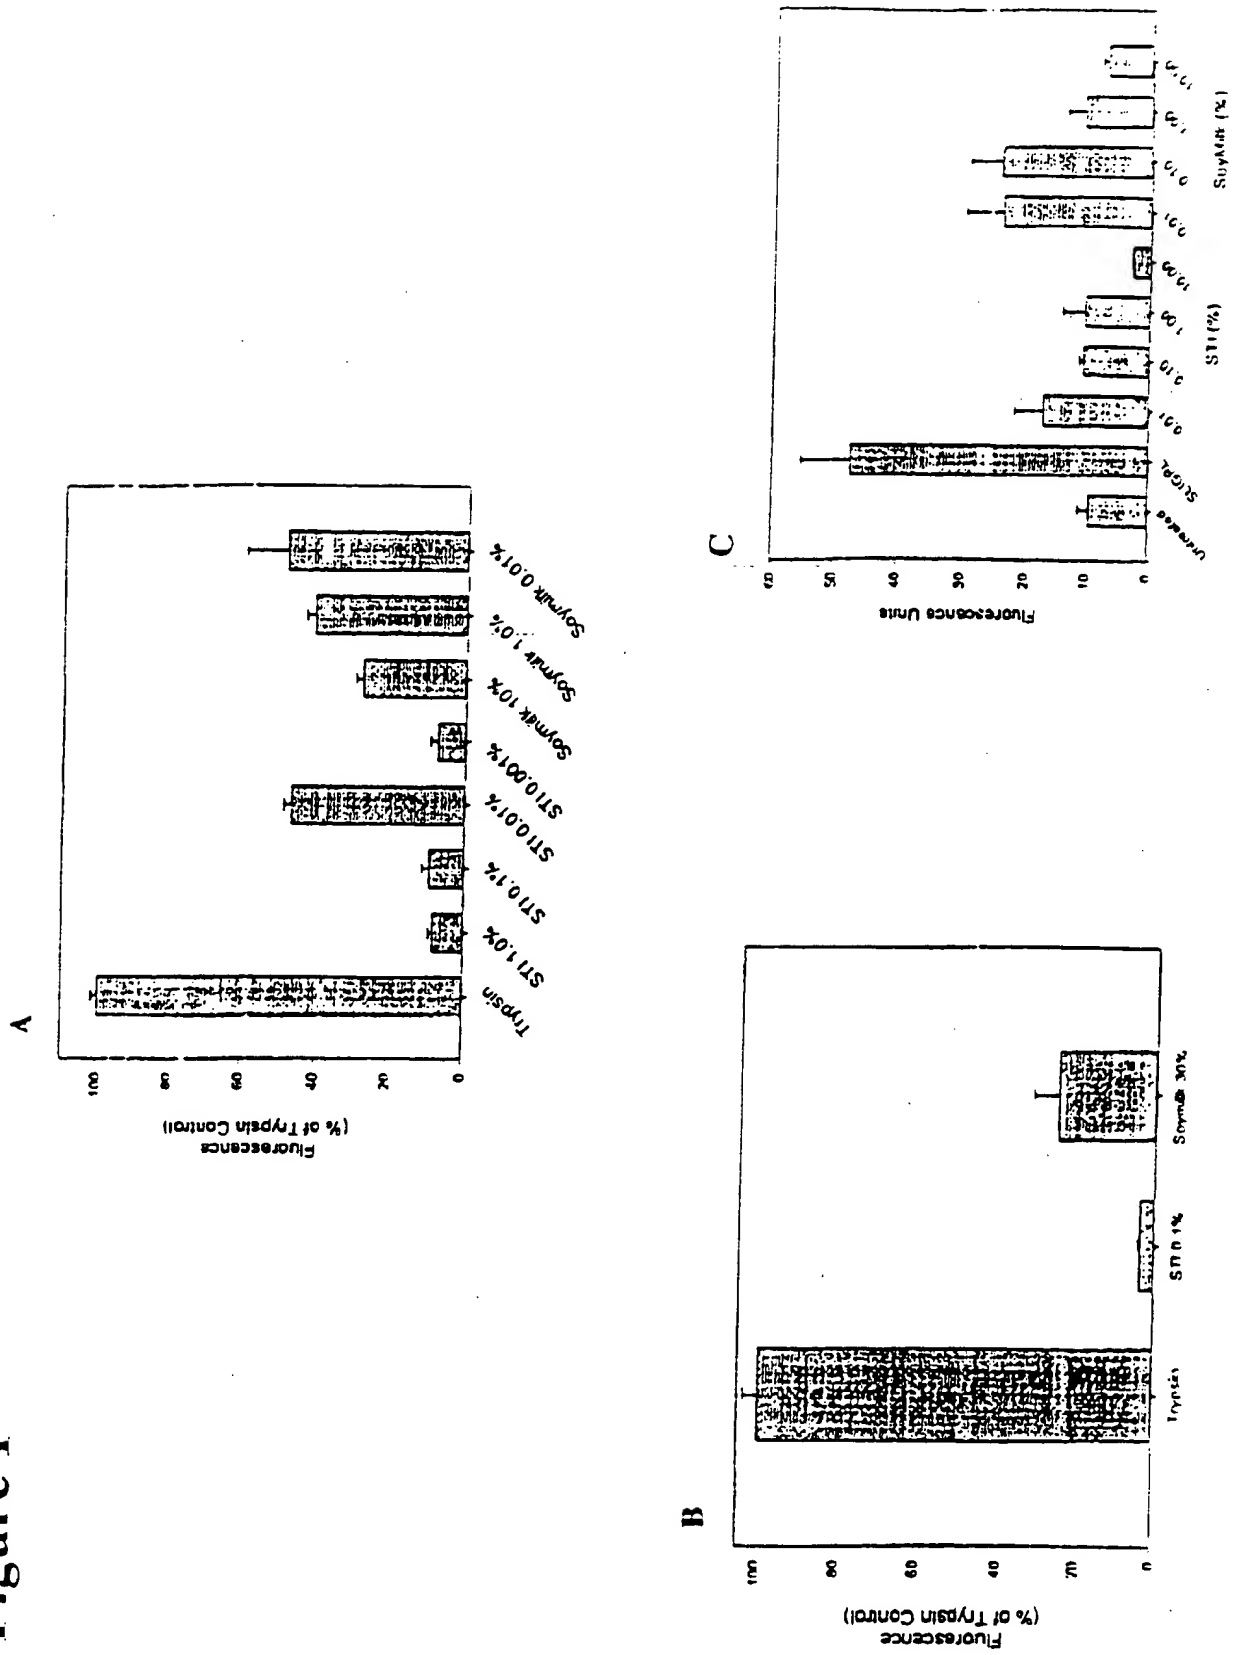 A
Fluorescence
(% of Trypsin Control)
100
80
60
40
20
0
Trypsin
STI 1.0%
STI 0.1%
STI 0.01%
STI 0.001%
Soymilk 10%
Soymilk 1.0%
Soymilk 0.01%
B
Fluorescence
(% of Trypsin Control)
100
80
60
40
20
0
Trypsin
STI 0.1%
Soymilk 30%
C
Fluorescence Units
60
50
40
30
20
10
0
Untreated
SLIGRL
0.01
0.10
1.00
10.00
0.01
0.10
1.00
10.00
STI (%)
SoyMilk (%)